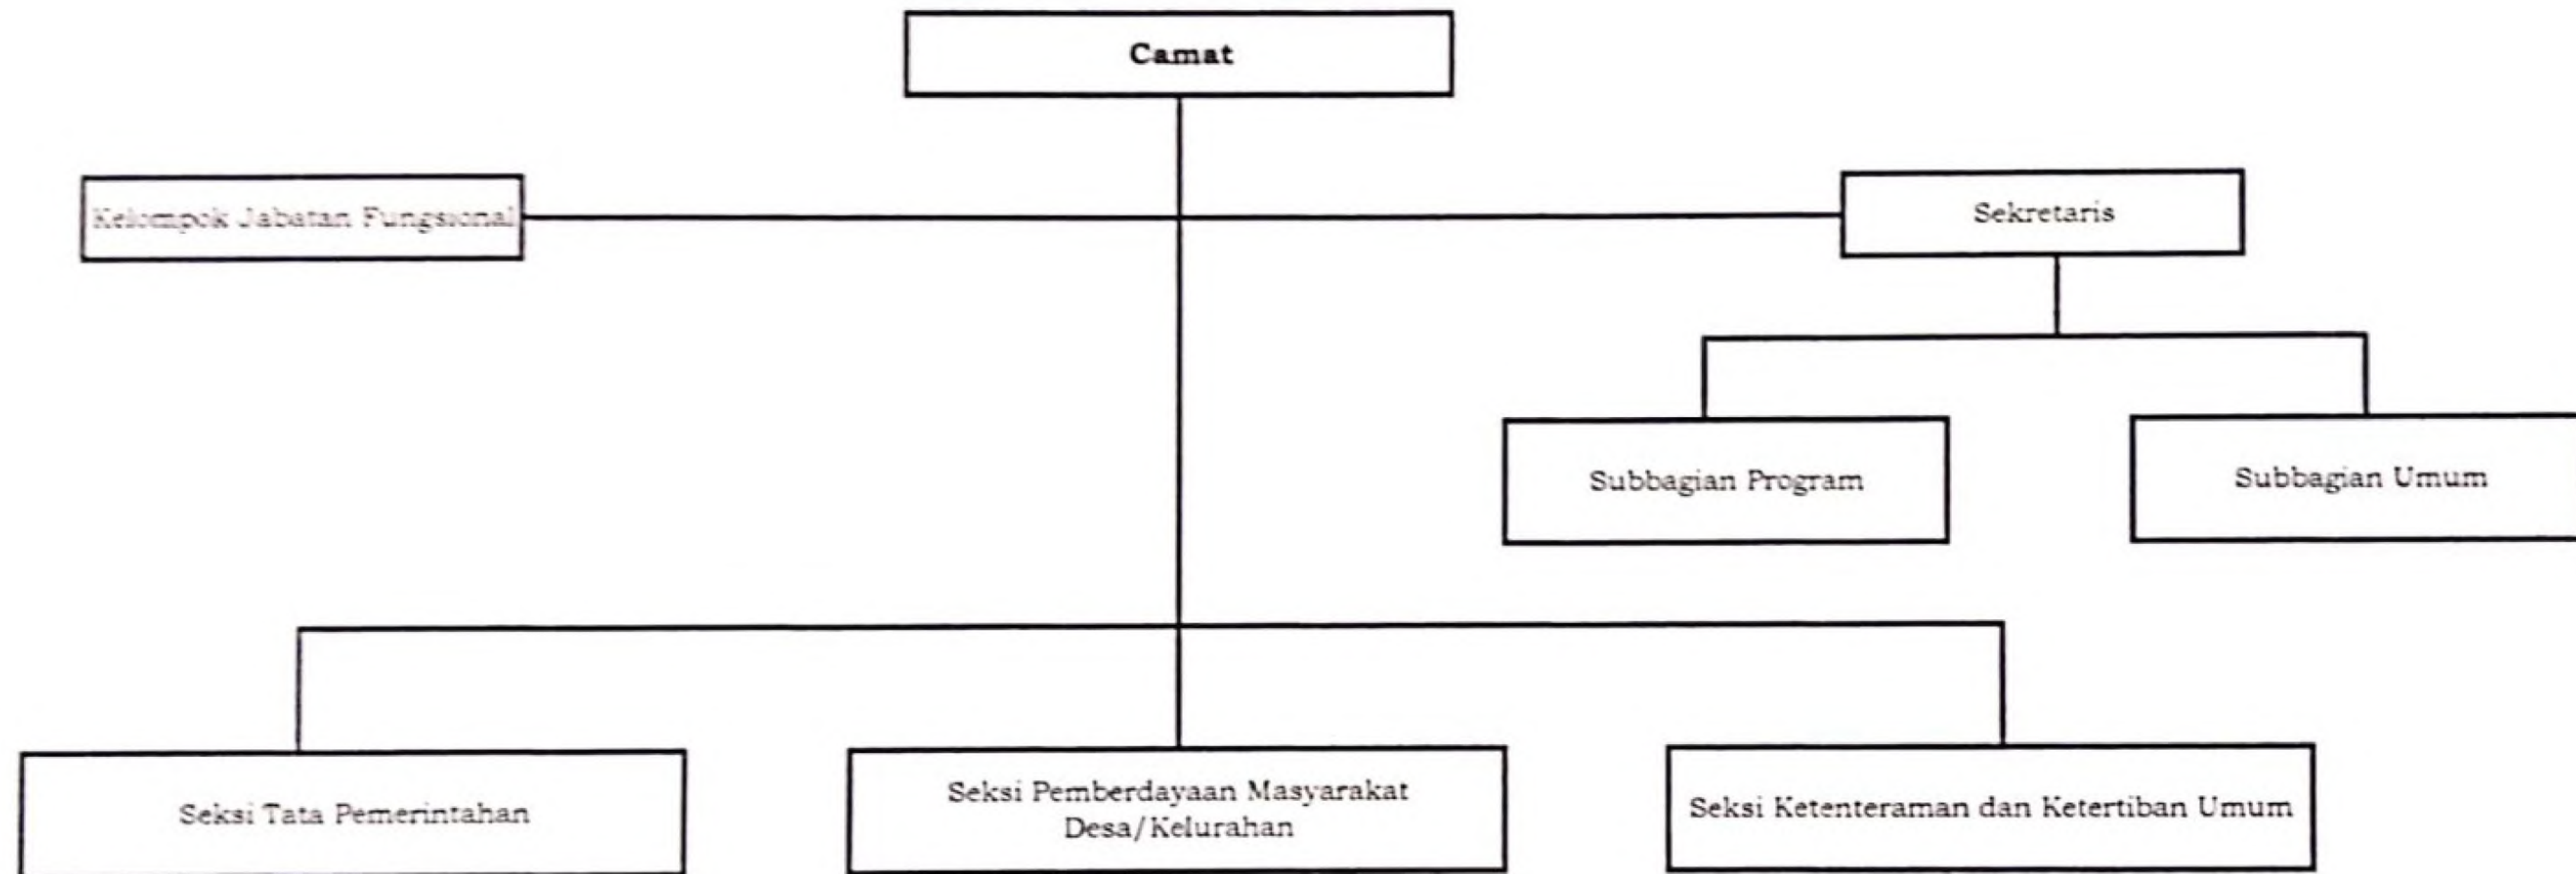 Camat
Kelompok Jabatan Fungsional
Sekretaris
Subbagian Program
Subbagian Umum
Seksi Tata Pemerintahan
Seksi Pemberdayaan Masyarakat
Desa/Kelurahan
Seksi Ketenteraman dan Ketertiban Umum